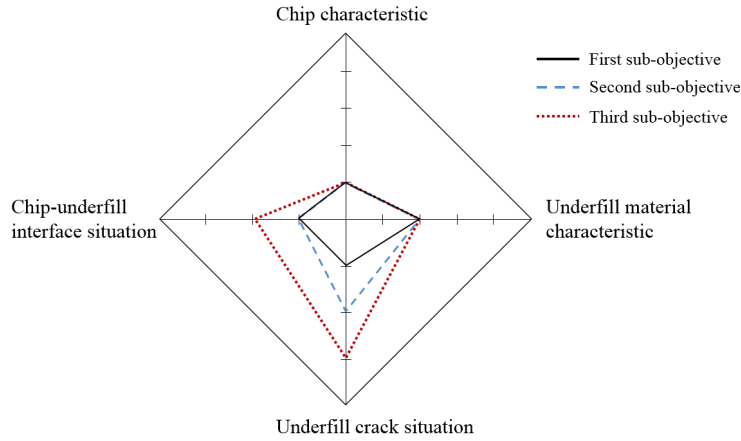 Chip characteristic
First sub-objective
Second sub-objective
Third sub-objective
Chip-underfill
interface situation
Underfill material
characteristic
Underfill crack situation